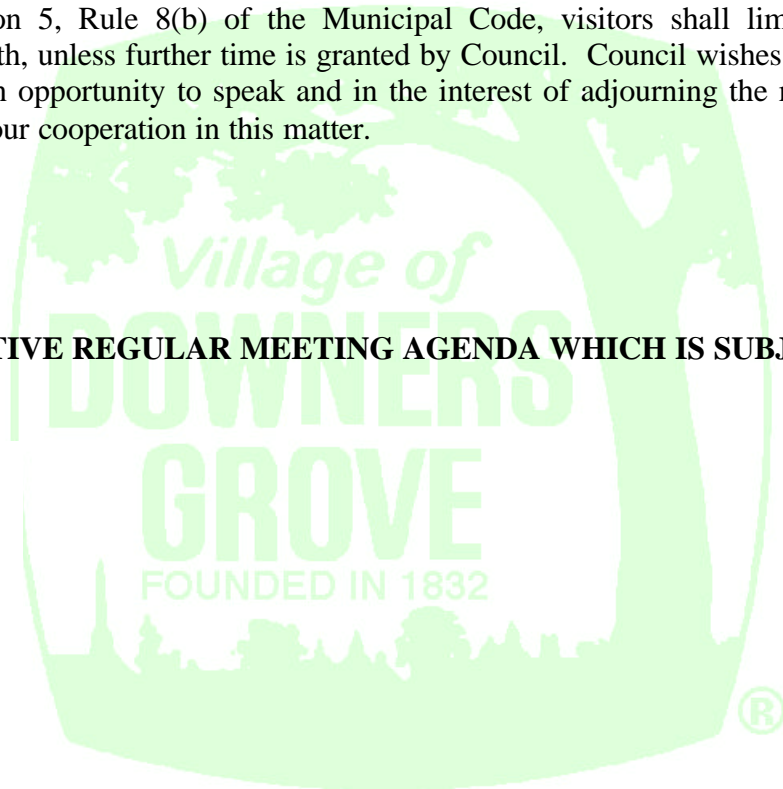 on 5, Rule 8(b) of the Municipal Code, visitors shall lim
th, unless further time is granted by Council. Council wishes
n opportunity to speak and in the interest of adjourning the
our cooperation in this matter.
Village of
TIVE REGULAR MEETING AGENDA WHICH IS SUBJ
DOWNERS
GROVE
FOUNDED IN 1832
®